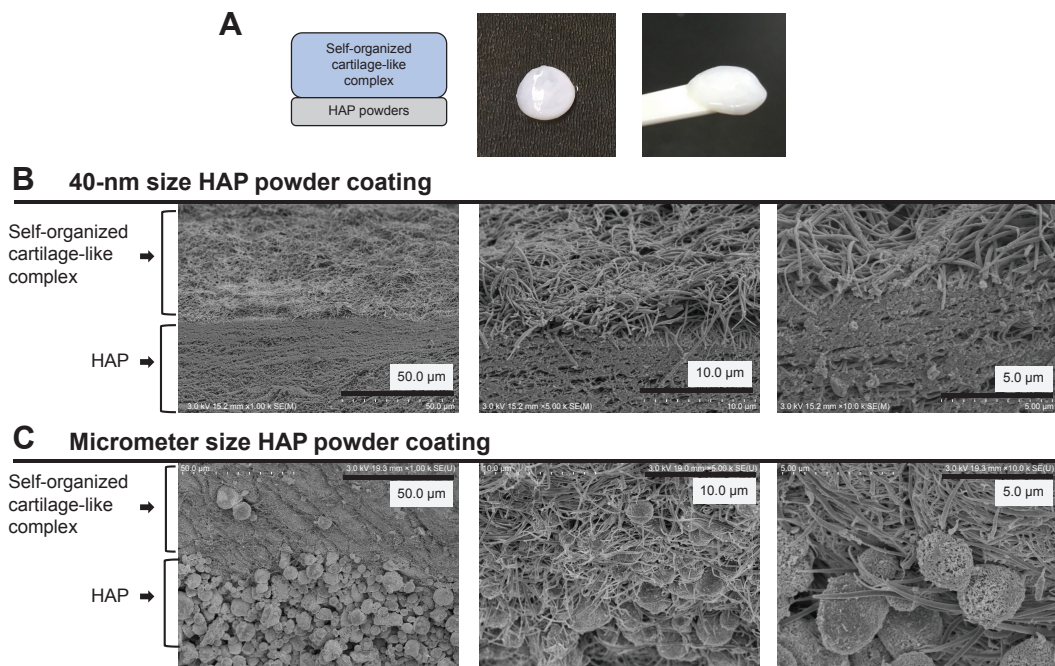 A
Self-organized
cartilage-like
complex
HAP powders
B 40-nm size HAP powder coating
Self-organized
cartilage-like
complex
HAP
50.0 µm
3.0 kV 15.2 mm x1.00 k SE(M)
50.0 µm
10.0 µm
3.0 kV 15.2 mm ×5.00 k SE(M)
10.0 µm
5.0 µm
3.0 kV 15.2 mm ×10.0 k SE(M)
5.00 µm
C Micrometer size HAP powder coating
Self-organized
cartilage-like
complex
HAP
50.0 µm
3.0 kV 19.3 mm ×1.00 k SE(U)
50.0 µm
10.0 µm
3.0 kV 19.0 mm ×5.00 k SE(U)
10.0 µm
5.00 µm
3.0 kV 19.3 mm ×10.0 k SE(U)
5.0 µm